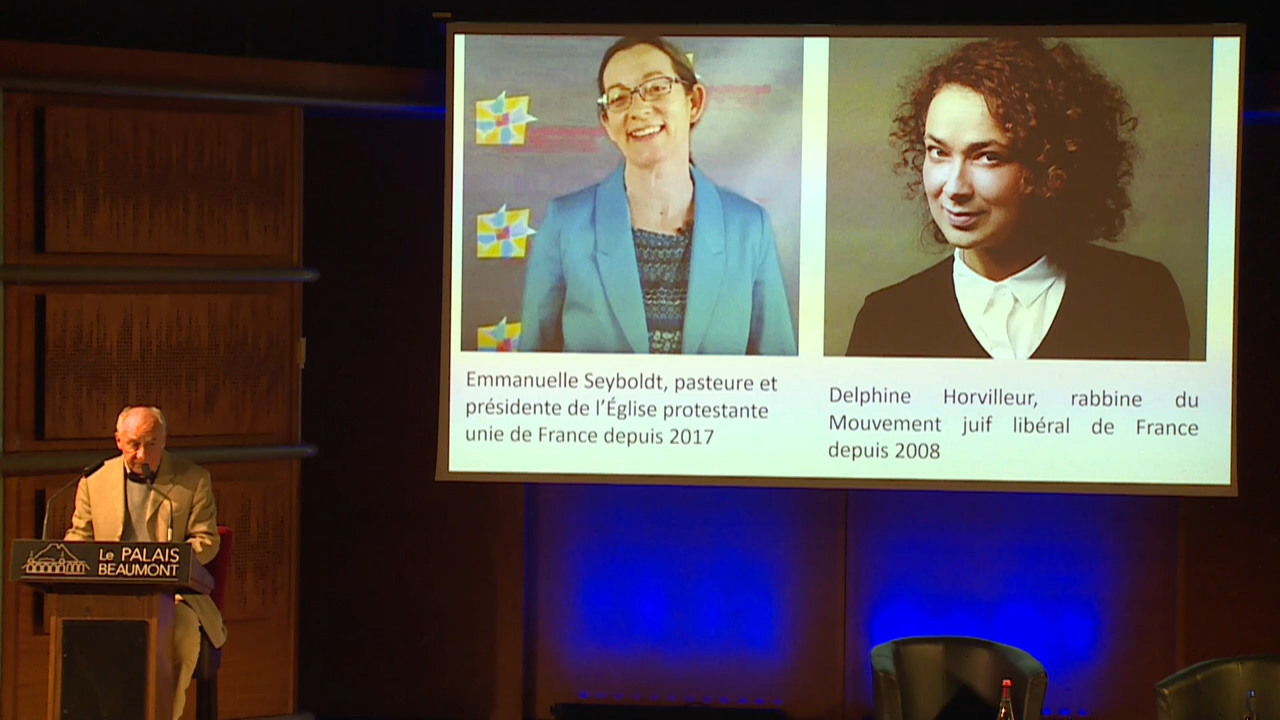 Emmanuelle Seyboldt, pasteure et
présidente de l'Église protestante
unie de France depuis 2017
Delphine Horvilleur, rabbine du
Mouvement juif libéral de France
depuis 2008
Le PALAIS
BEAUMONT